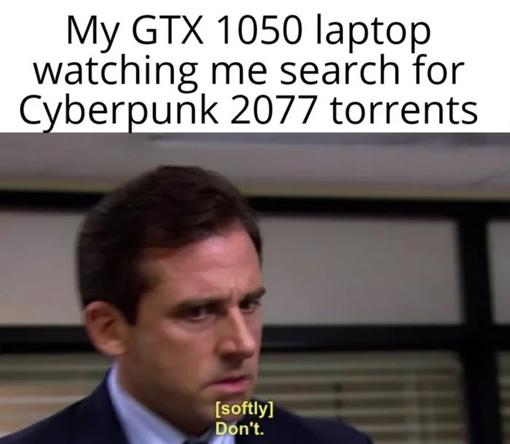 My GTX 1050 laptop
watching me search for
Cyberpunk 2077 torrents
[softly]
Don't.